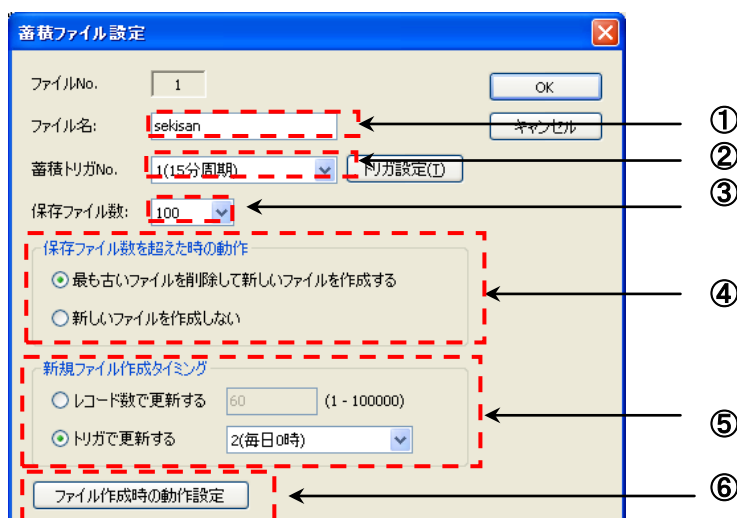 蓄積ファイル設定
ファイルNo. 1 OK
ファイル名: sekisan キャンセル ①
蓄積トリガNo. 1(15分周期) トリガ設定(T) ②
保存ファイル数: 100 ③
保存ファイル数を超えた時の動作
最も古いファイルを削除して新しいファイルを作成する ④
新しいファイルを作成しない
新規ファイル作成タイミング
レコード数で更新する 60 (1 - 100000)
トリガで更新する 2(毎日0時) ⑤
ファイル作成時の動作設定 ⑥